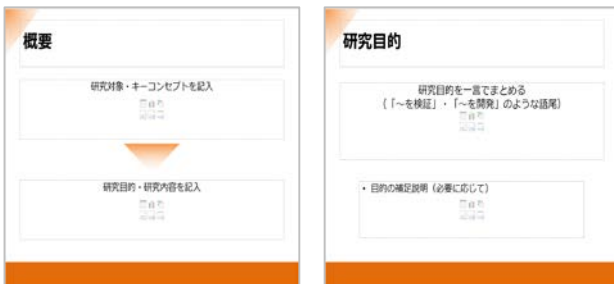 概要
研究対象・キーコンセプトを記入
研究目的・研究内容を記入
研究目的
研究目的を一言でまとめる
(「～を検証」・「～を開発」のような語尾)
• 目的の補足説明（必要に応じて）